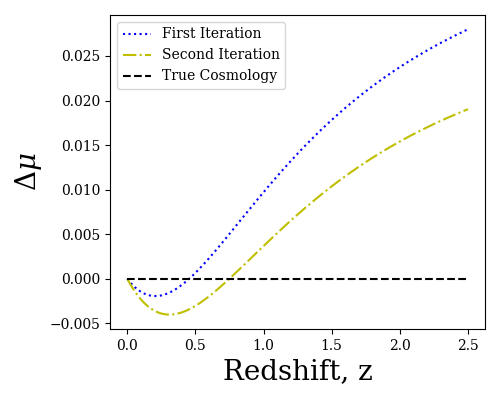 First Iteration
Second Iteration
True Cosmology
0.025
0.020
0.015
0.010
0.005
0.000
−0.005
Δμ
0.0 0.5 1.0 1.5 2.0 2.5
Redshift, z